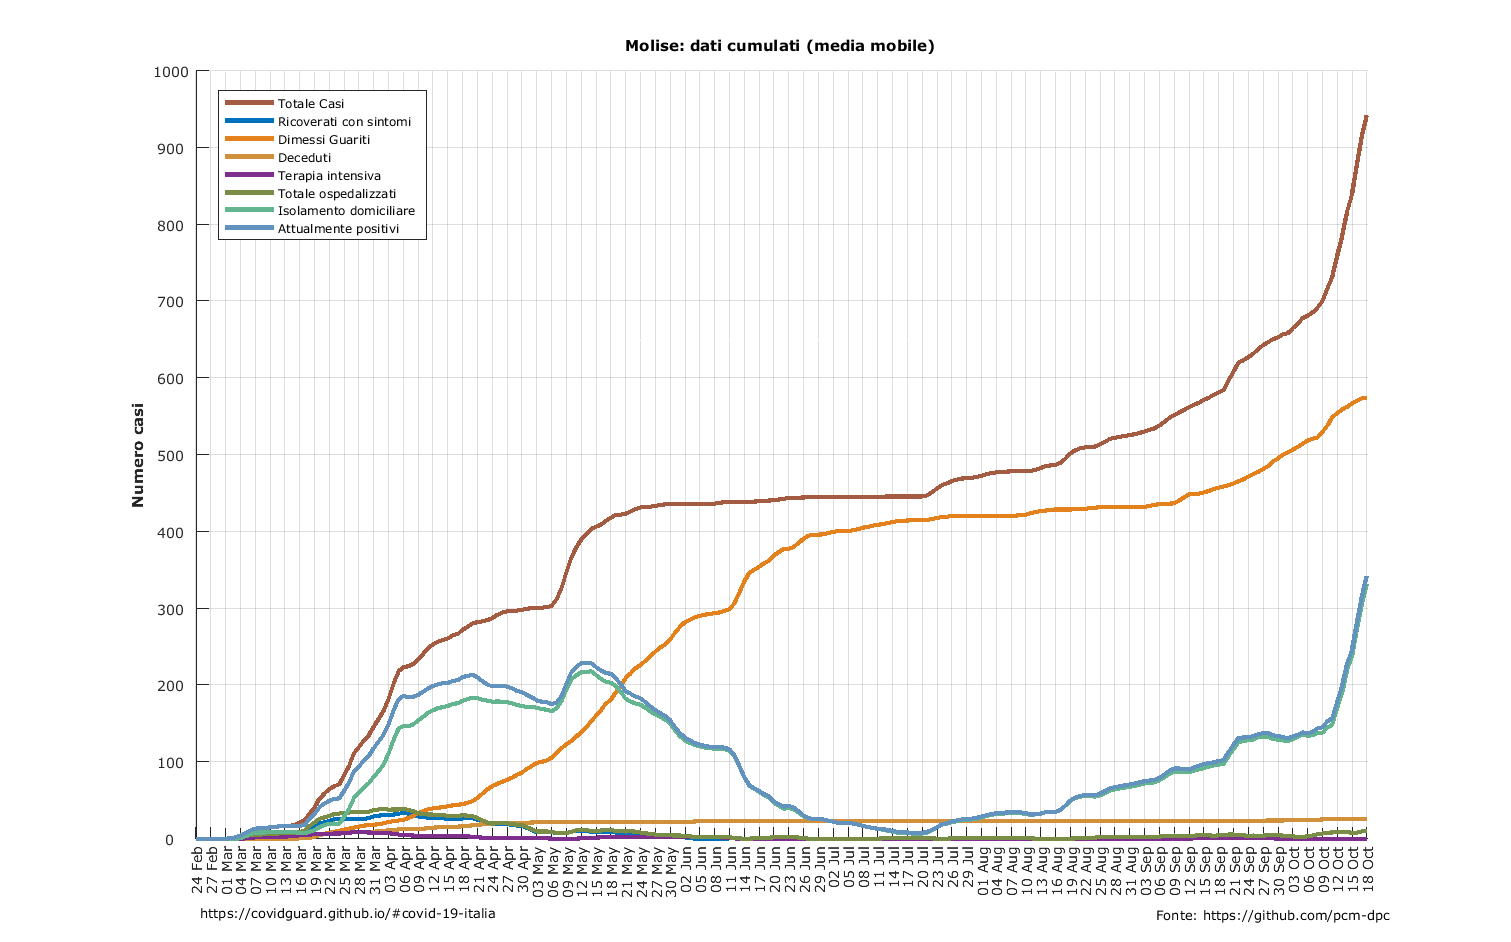 Molise: dati cumulati (media mobile)
1000
900
800
700
600
500
400
300
200
100
0
Numero casi
Totale Casi
Ricoverati con sintomi
Dimessi Guariti
Deceduti
Terapia intensiva
Totale ospedalizzati
Isolamento domiciliare
Attualmente positivi
24 Feb
27 Feb
01 Mar
04 Mar
07 Mar
10 Mar
13 Mar
16 Mar
19 Mar
22 Mar
25 Mar
28 Mar
31 Mar
03 Apr
06 Apr
09 Apr
12 Apr
15 Apr
18 Apr
21 Apr
24 Apr
27 Apr
30 Apr
03 May
06 May
09 May
12 May
15 May
18 May
21 May
24 May
27 May
30 May
02 Jun
05 Jun
08 Jun
11 Jun
14 Jun
17 Jun
20 Jun
23 Jun
26 Jun
29 Jun
02 Jul
05 Jul
08 Jul
11 Jul
14 Jul
17 Jul
20 Jul
23 Jul
26 Jul
29 Jul
01 Aug
04 Aug
07 Aug
10 Aug
13 Aug
16 Aug
19 Aug
22 Aug
25 Aug
28 Aug
31 Aug
03 Sep
06 Sep
09 Sep
12 Sep
15 Sep
18 Sep
21 Sep
24 Sep
27 Sep
30 Sep
03 Oct
06 Oct
09 Oct
12 Oct
15 Oct
18 Oct
https://covidguard.github.io/#covid-19-italia
Fonte: https://github.com/pcm-dpc